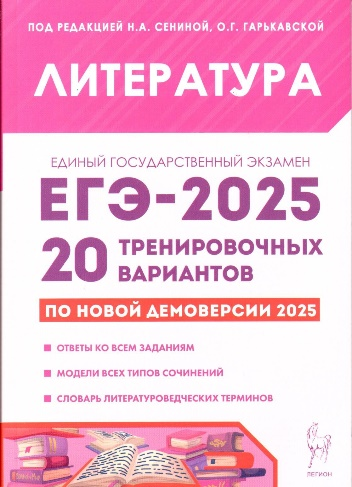 ПОД РЕДАКЦИЕЙ Н.А. СЕНИНОЙ, О.Г. ГАРЬКАВСКОЙ
ЛИТЕРАТУРА
ЕДИНЫЙ ГОСУДАРСТВЕННЫЙ ЭКЗАМЕН
ЕГЭ-2025
20 ТРЕНИРОВОЧНЫХ
ВАРИАНТОВ
ПО НОВОЙ ДЕМОВЕРСИИ 2025
ОТВЕТЫ КО ВСЕМ ЗАДАНИЯМ
МОДЕЛИ ВСЕХ ТИПОВ СОЧИНЕНИЙ
СЛОВАРЬ ЛИТЕРАТУРОВЕДЧЕСКИХ ТЕРМИНОВ
ЛЕГИОН